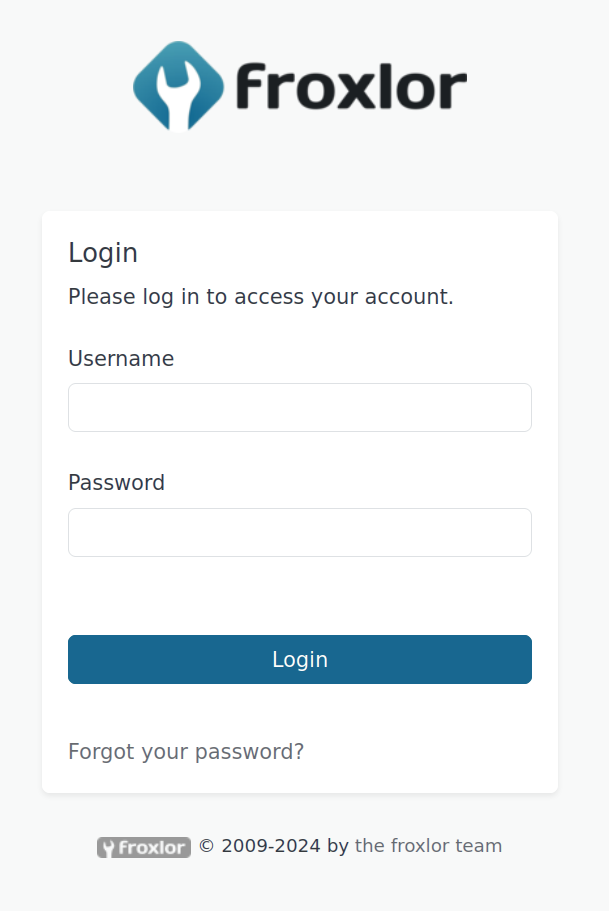 froxlor
Login
Please log in to access your account.
Username
Password
Login
Forgot your password?
froxlor © 2009-2024 by the froxlor team